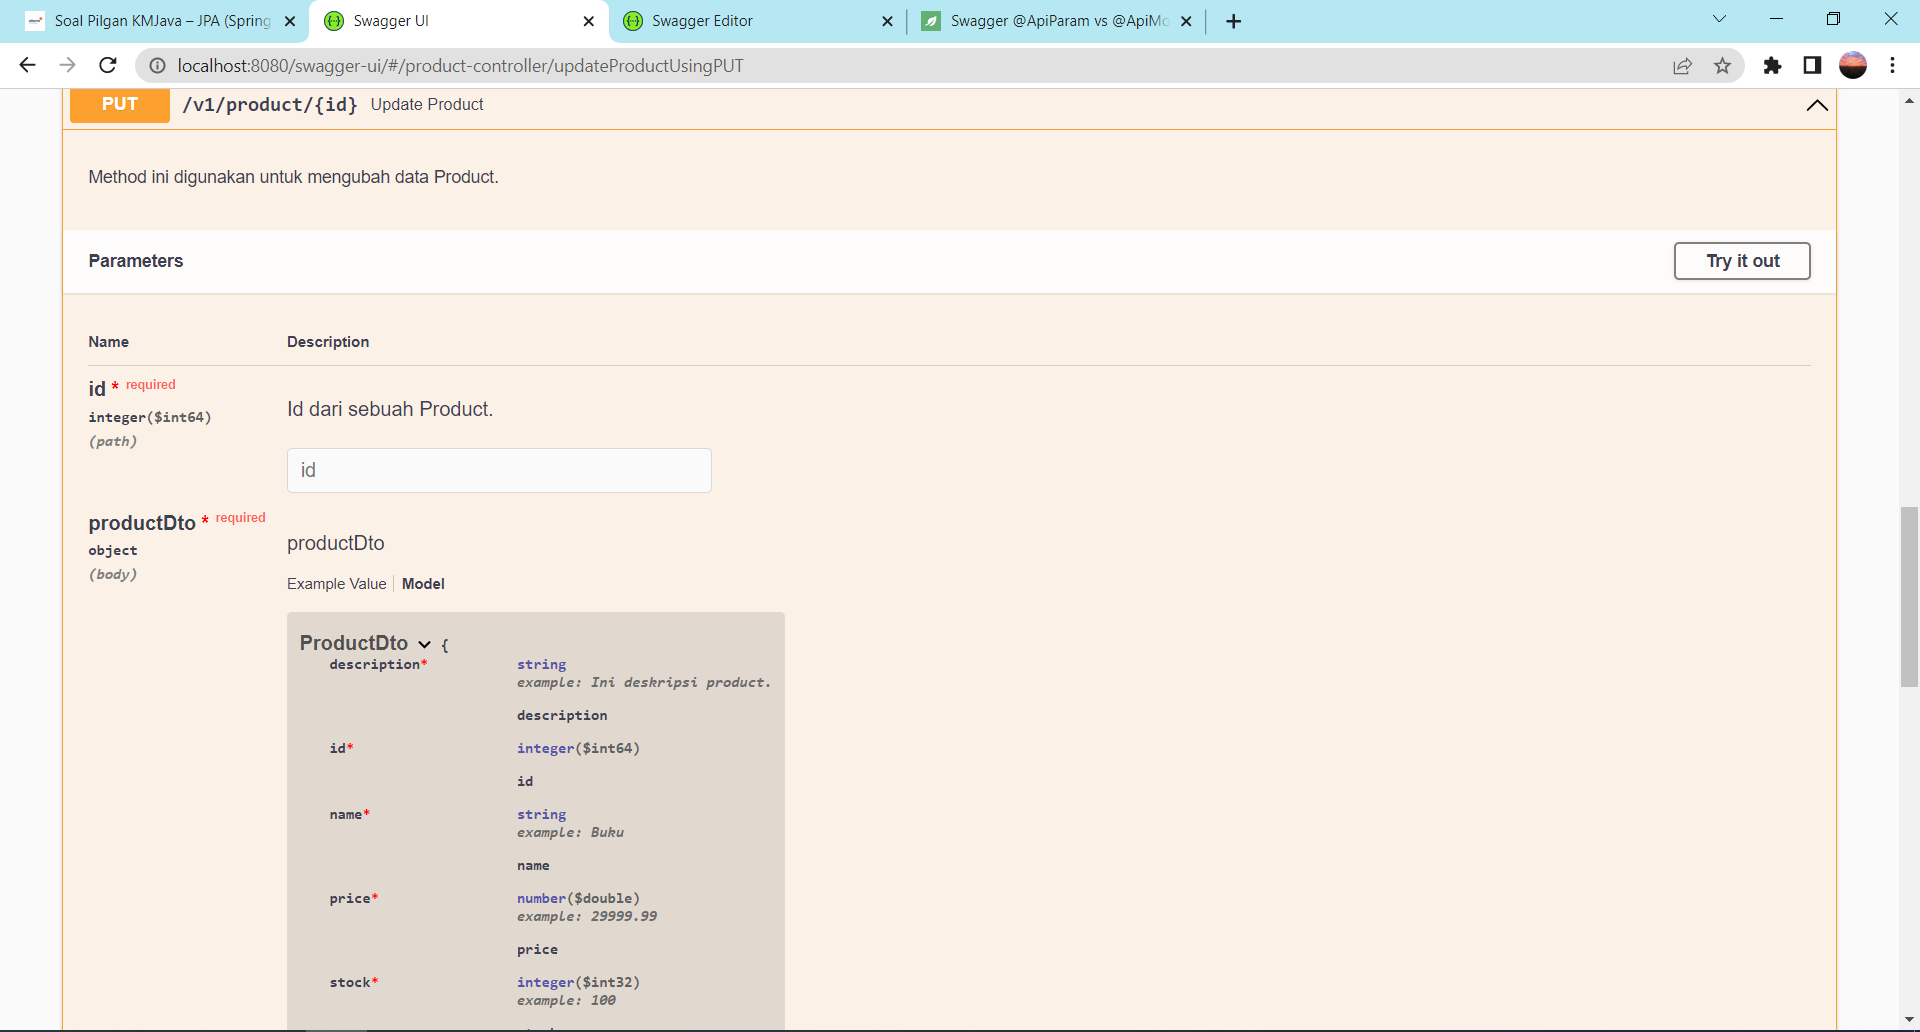 Soal Pilgan KMJava – JPA (Spring
Swagger UI
Swagger Editor
Swagger @ApiParam vs @ApiMo
localhost:8080/swagger-ui/#/product-controller/updateProductUsingPUT
PUT /v1/product/{id} Update Product
Method ini digunakan untuk mengubah data Product.
Parameters
Try it out
Name Description
id * required
integer($int64)
(path)
Id dari sebuah Product.
id
productDto * required
object
(body)
productDto
Example Value Model
ProductDto {
description* string
example: Ini deskripsi product.
description
id* integer($int64)
id
name* string
example: Buku
name
price* number($double)
example: 29999.99
price
stock* integer($int32)
example: 100